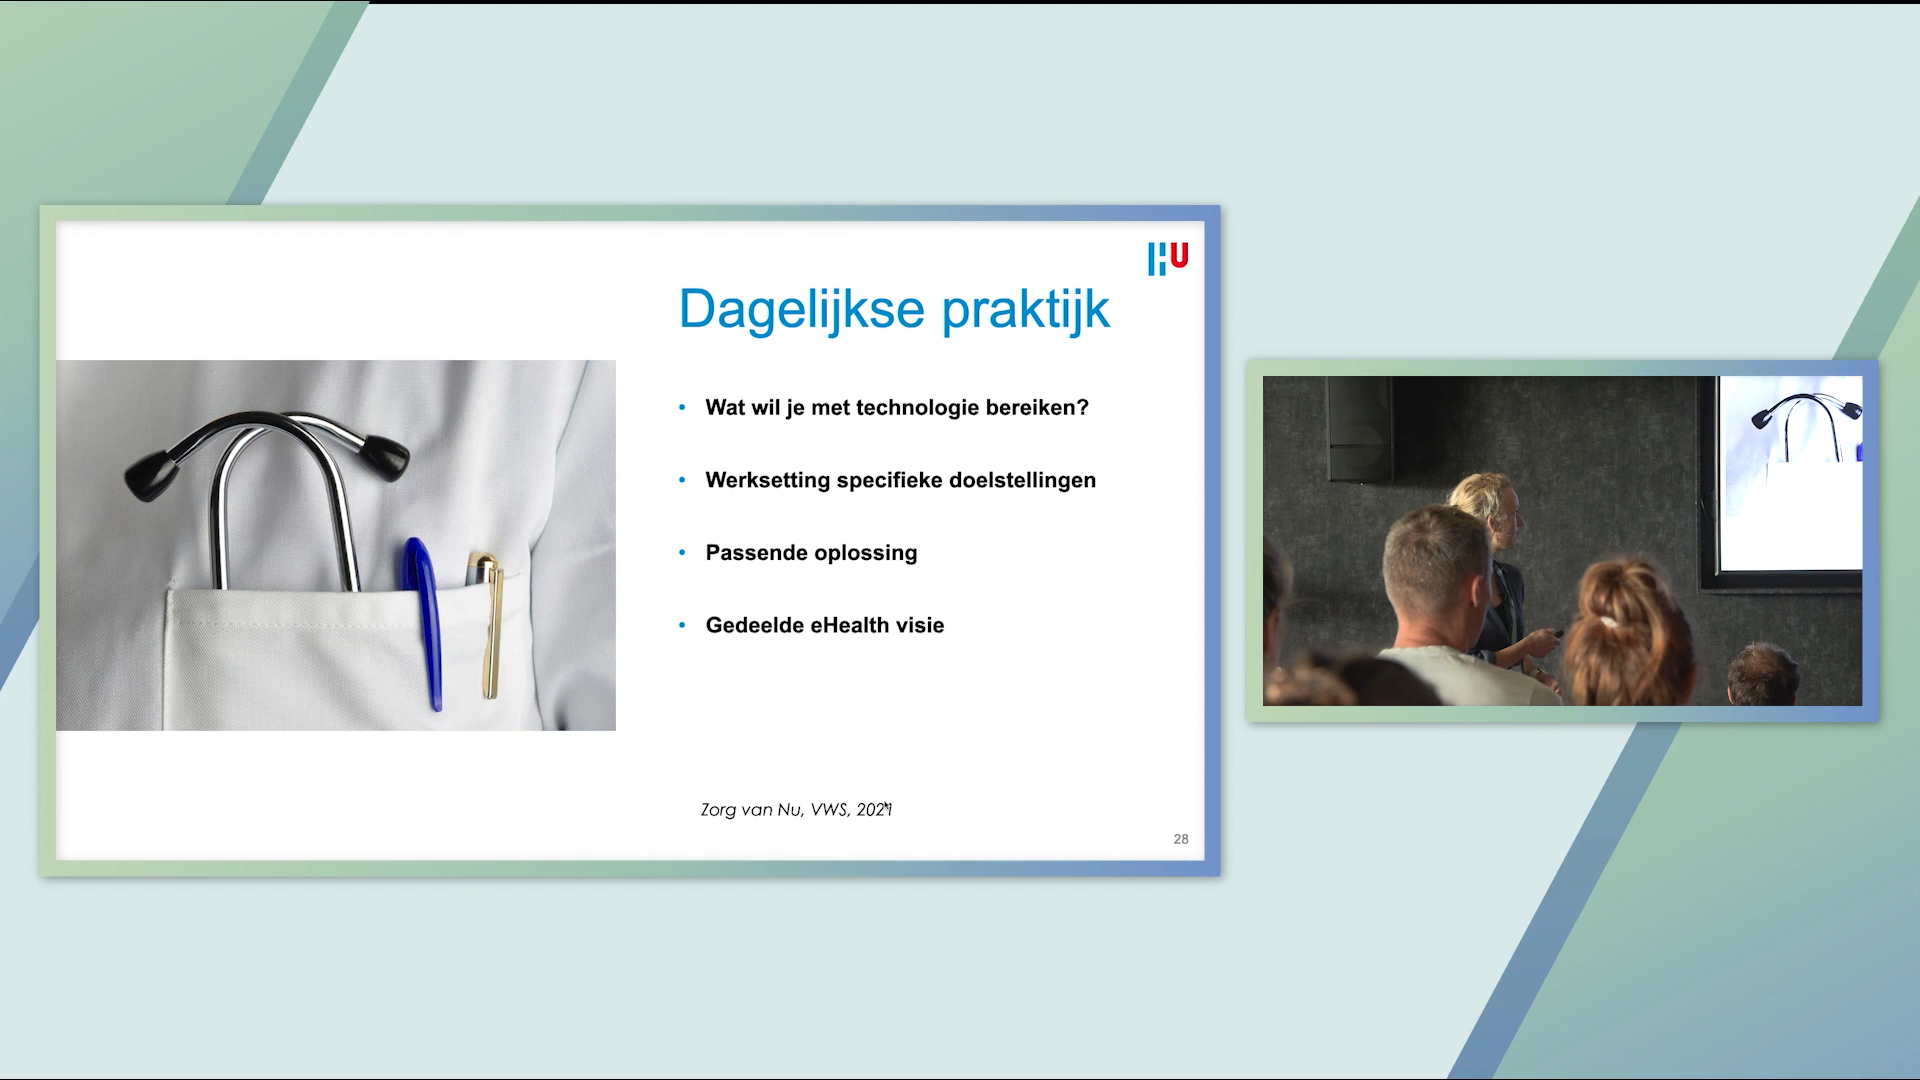 HU
Dagelijkse praktijk
• Wat wil je met technologie bereiken?
• Werksetting specifieke doelstellingen
• Passende oplossing
• Gedeelde eHealth visie
Zorg van Nu, VWS, 2021
28